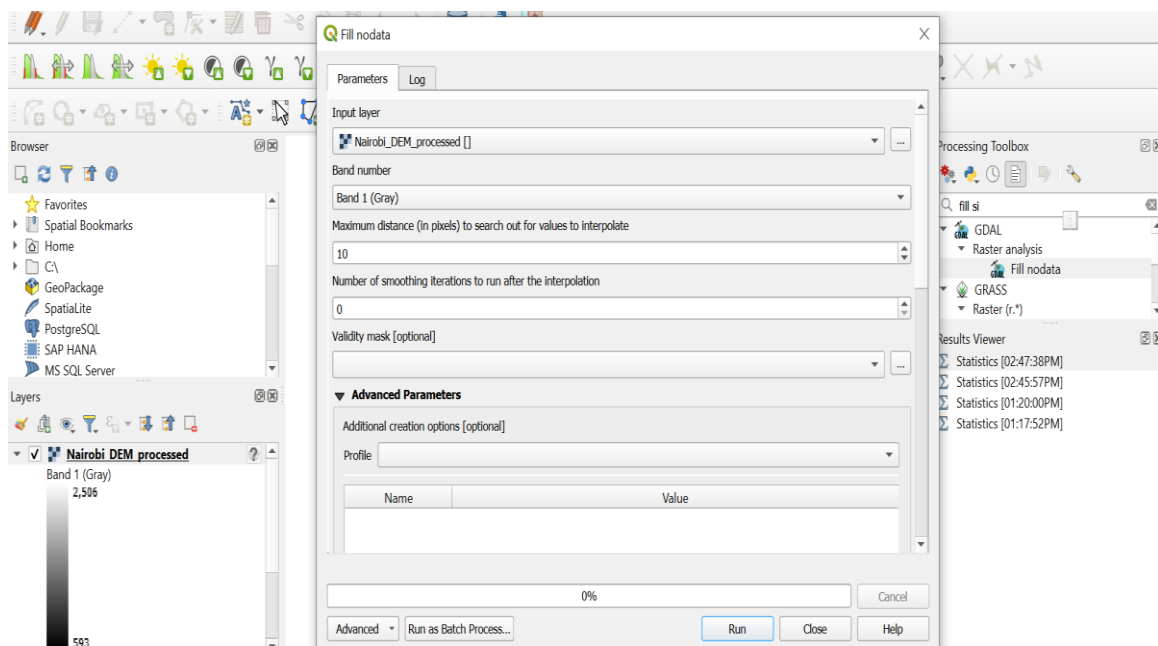 Fill nodata
Parameters
Log
Input layer
Nairobi_DEM_processed []
...
Band number
Band 1 (Gray)
Maximum distance (in pixels) to search out for values to interpolate
10
Number of smoothing iterations to run after the interpolation
0
Validity mask [optional]
...
Advanced Parameters
Additional creation options [optional]
Profile
Name Value
0%
Cancel
Advanced
Run as Batch Process...
Run
Close
Help
Browser
Favorites
Spatial Bookmarks
Home
C:\
GeoPackage
SpatiaLite
PostgreSQL
SAP HANA
MS SQL Server
Layers
Nairobi_DEM_processed
?
Band 1 (Gray)
2,506
593
Processing Toolbox
fill si
GDAL
Raster analysis
Fill nodata
GRASS
Raster (r.*)
Results Viewer
Statistics [02:47:38PM]
Statistics [02:45:57PM]
Statistics [01:20:00PM]
Statistics [01:17:52PM]